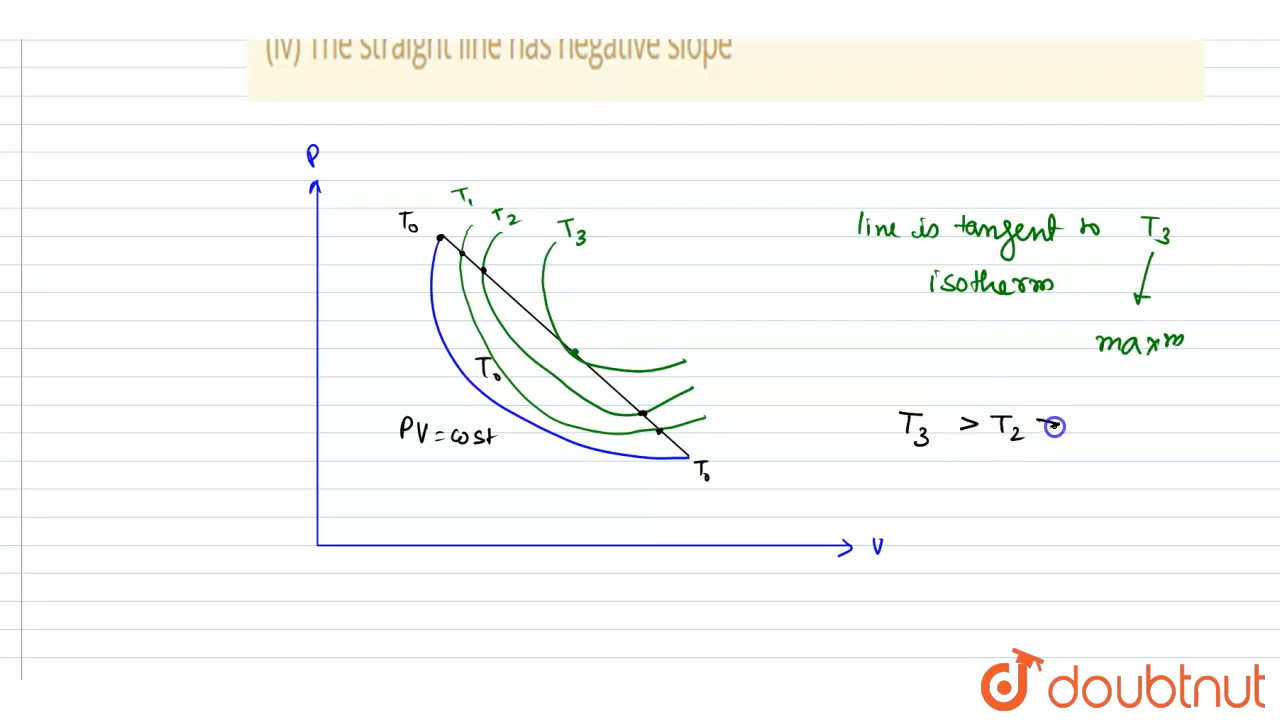 (iv) The straight line has negative slope
P
T₀
T₁
T₂
T₃
line is tangent to T₃
isotherm
maxm
T₀
PV = cost
T₃ > T₂ >
T₀
V
doubtnut